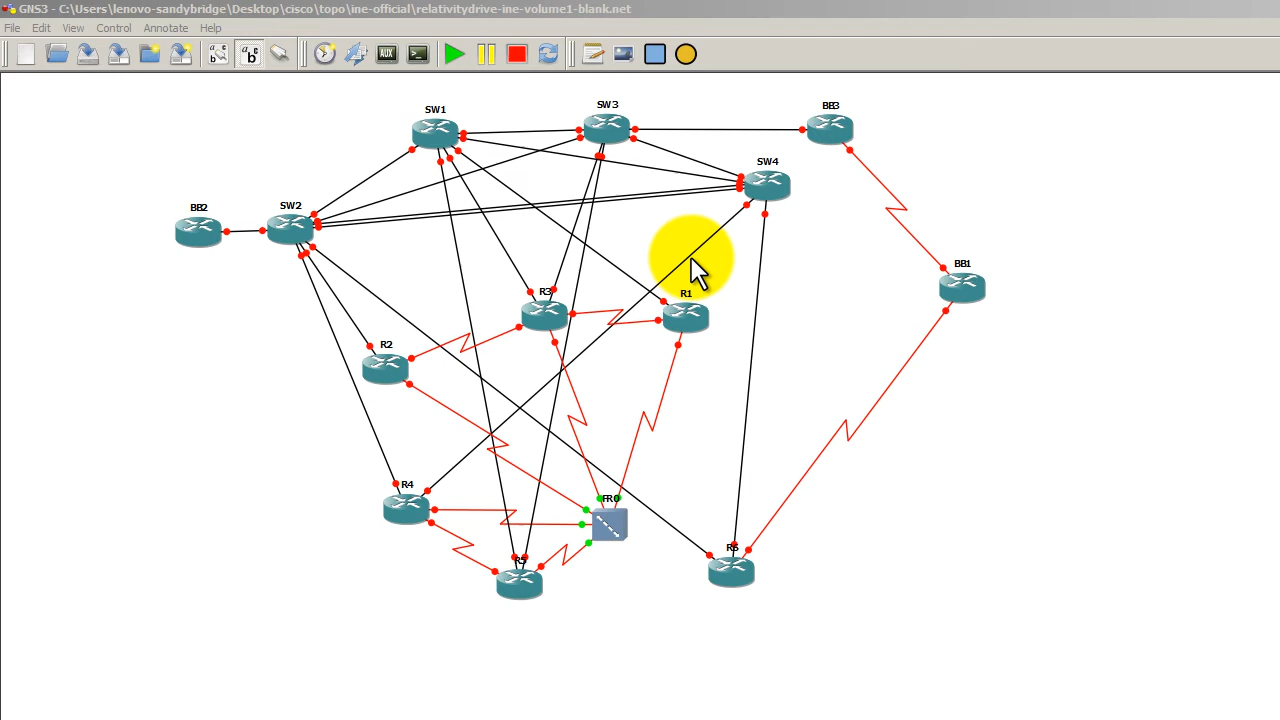 GNS3 - C:\Users\lenovo-sandybridge\Desktop\cisco\topo\ine-official\relativitydrive-ine-volume1-blank.net
File Edit View Control Annotate Help
AUX
SW1
SW3
BB3
SW4
BB2
SW2
BB1
R3
R1
R2
R4
FR0
R5
R6